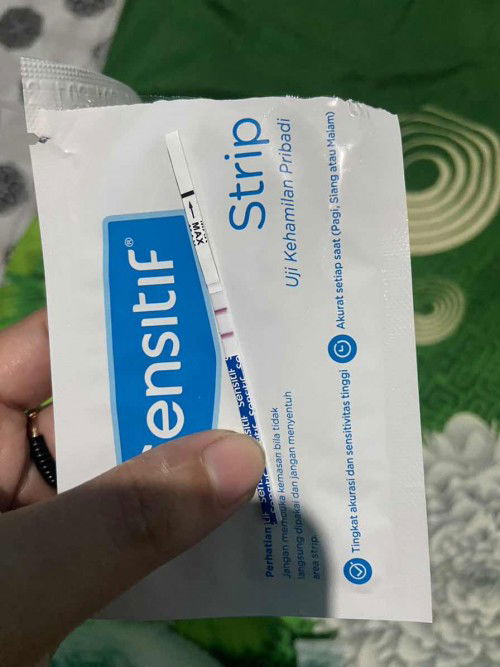 sensitif®
Strip
Uji Kehamilan Pribadi
MAX
sensitif
Akurat setiap saat (Pagi, Siang atau Malam)
Tingkat akurasi dan sensitivitas tinggi
Perhatian
Jangan membuka kemasan bila tidak
langsung dipakai dan jangan menyentuh
area strip.